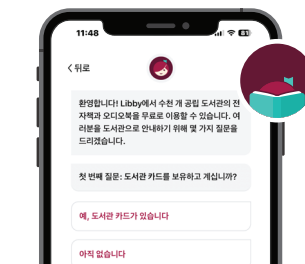 11:48
뒤로
환영합니다! Libby에서 수천 개 공립 도서관의 전
자책과 오디오북을 무료로 이용할 수 있습니다. 여
러분을 도서관으로 안내하기 위해 몇 가지 질문을
드리겠습니다.
첫 번째 질문: 도서관 카드를 보유하고 계십니까?
예, 도서관 카드가 있습니다
아직 없습니다